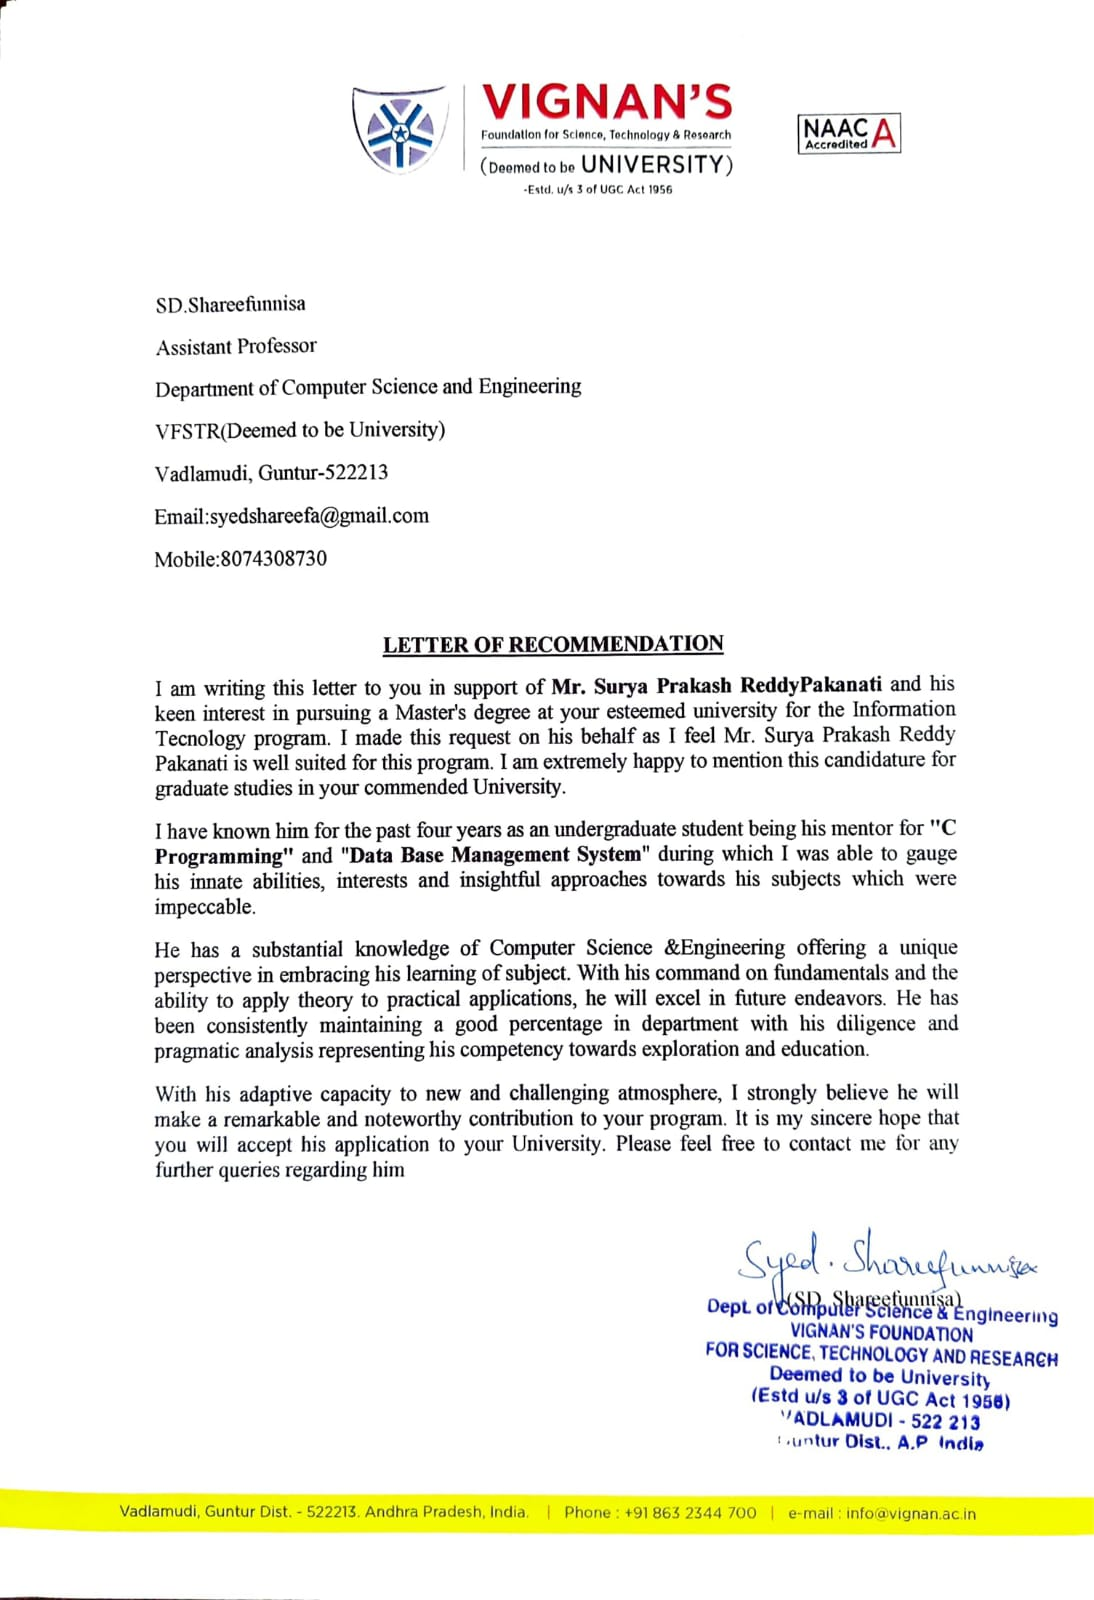 VIGNAN'S
Foundation for Science, Technology & Research
(Deemed to be UNIVERSITY)
-Estd. u/s 3 of UGC Act 1956
NAAC A
Accredited
SD.Shareefunnisa
Assistant Professor
Department of Computer Science and Engineering
VFSTR(Deemed to be University)
Vadlamudi, Guntur-522213
Email:syedshareefa@gmail.com
Mobile:8074308730
LETTER OF RECOMMENDATION
I am writing this letter to you in support of Mr. Surya Prakash ReddyPakanati and his
keen interest in pursuing a Master's degree at your esteemed university for the Information
Tecnology program. I made this request on his behalf as I feel Mr. Surya Prakash Reddy
Pakanati is well suited for this program. I am extremely happy to mention this candidature for
graduate studies in your commended University.
I have known him for the past four years as an undergraduate student being his mentor for "C
Programming" and "Data Base Management System" during which I was able to gauge
his innate abilities, interests and insightful approaches towards his subjects which were
impeccable.
He has a substantial knowledge of Computer Science &Engineering offering a unique
perspective in embracing his learning of subject. With his command on fundamentals and the
ability to apply theory to practical applications, he will excel in future endeavors. He has
been consistently maintaining a good percentage in department with his diligence and
pragmatic analysis representing his competency towards exploration and education.
With his adaptive capacity to new and challenging atmosphere, I strongly believe he will
make a remarkable and noteworthy contribution to your program. It is my sincere hope that
you will accept his application to your University. Please feel free to contact me for any
further queries regarding him
Syed. Shareefunnisa
(SD. Shareefunnisa)
Dept. of Computer Science & Engineering
VIGNAN'S FOUNDATION
FOR SCIENCE, TECHNOLOGY AND RESEARCH
Deemed to be University
(Estd u/s 3 of UGC Act 1956)
VADLAMUDI - 522 213
Guntur Dist., A.P India
Vadlamudi, Guntur Dist. - 522213. Andhra Pradesh, India. | Phone : +91 863 2344 700 | e-mail : info@vignan.ac.in